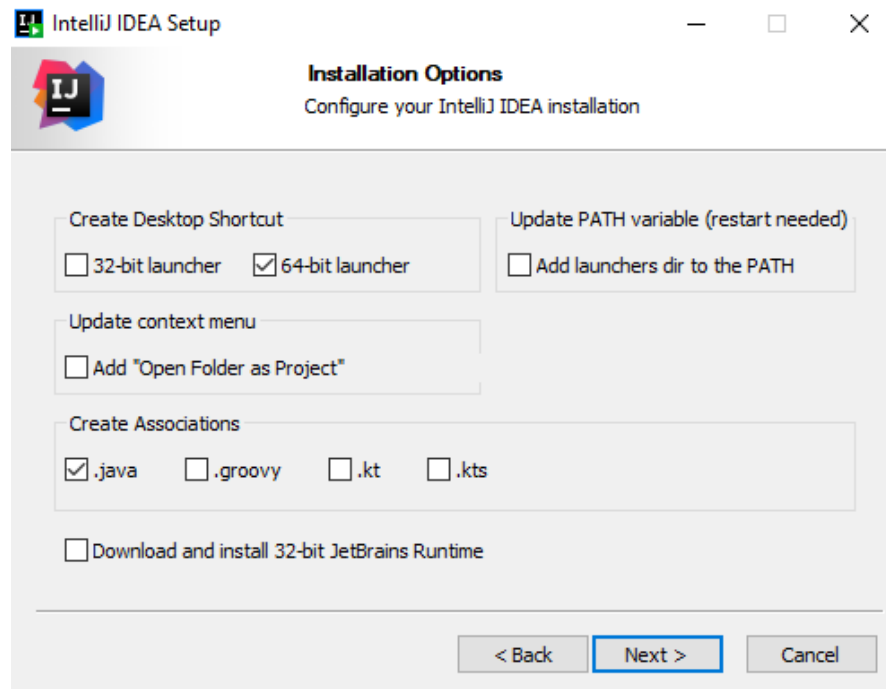 IJ IntelliJ IDEA Setup
IJ
Installation Options
Configure your IntelliJ IDEA installation
Create Desktop Shortcut
32-bit launcher 64-bit launcher
Update PATH variable (restart needed)
Add launchers dir to the PATH
Update context menu
Add "Open Folder as Project"
Create Associations
.java .groovy .kt .kts
Download and install 32-bit JetBrains Runtime
< Back Next > Cancel